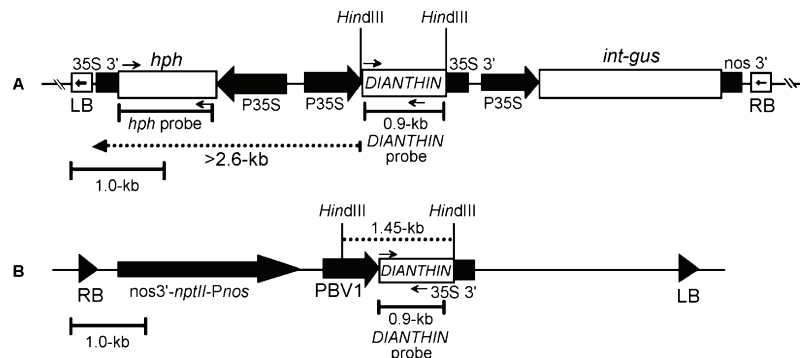 HindIII HindIII
35S 3' hph DIANTHIN 35S 3' int-gus nos 3'
A
LB P35S P35S P35S RB
hph probe 0.9-kb
DIANTHIN
probe
>2.6-kb
1.0-kb
HindIII HindIII
1.45-kb
B DIANTHIN
RB nos3'-nptII-Pnos PBV1 35S 3' LB
0.9-kb
1.0-kb DIANTHIN
probe